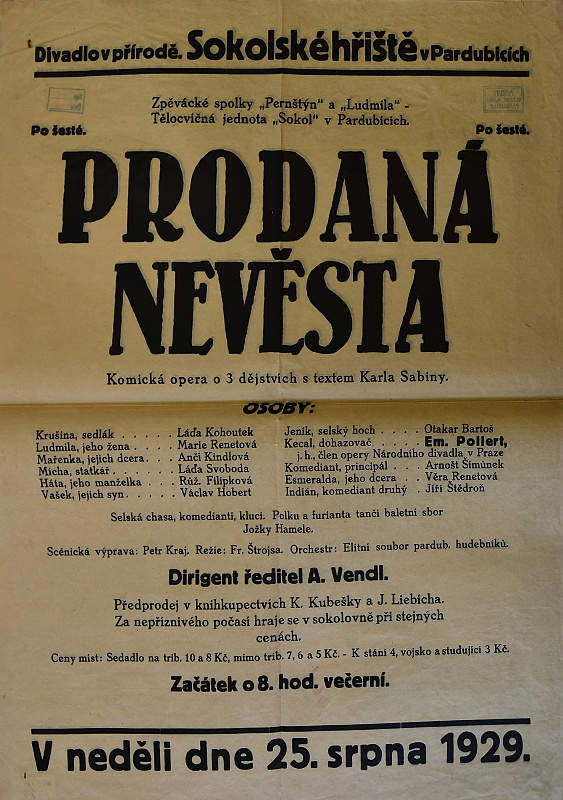 Divadlo v přírodě. Sokolské hřiště v Pardubicích
Zpěvácké spolky „Pernštýn" a „Ludmila" -
Tělocvičná jednota „Sokol" v Pardubicích.
Po šesté. Po šesté.
PRODANÁ
NEVĚSTA
Komická opera o 3 dějstvích s textem Karla Sabiny.
OSOBY:
Krušina, sedlák . . . . . Láďa Kohoutek
Ludmila, jeho žena . . . . . Marie Renetová
Mařenka, jejich dcera . . . Anči Kindlová
Micha, statkář . . . . . Láďa Svoboda
Háta, jeho manželka . . . Růž. Filipková
Vašek, jejich syn . . . . Václav Hobert
Jeník, selský hoch . . . . Otakar Bartoš
Kecal, dohazovač . . . . Em. Pollert,
j. h., člen opery Národního divadla v Praze
Komediant, principál . . . Arnošt Šimůnek
Esmeralda, jeho dcera . . Věra Renetová
Indián, komediant druhý . Jiří Štědroň
Selská chasa, komedianti, kluci. Polku a furianta tančí baletní sbor
Jožky Hamele.
Scénická výprava: Petr Kraj. Režie: Fr. Štrojsa. Orchestr: Elitní soubor pardub. hudebníků.
Dirigent ředitel A. Vendl.
Předprodej v knihkupectvích K. Kubešky a J. Liebicha.
Za nepříznivého počasí hraje se v sokolovně při stejných
cenách.
Ceny míst: Sedadlo na trib. 10 a 8 Kč, mimo trib. 7, 6 a 5 Kč. - K stání 4, vojsko a studující 3 Kč.
Začátek o 8. hod. večerní.
V neděli dne 25. srpna 1929.